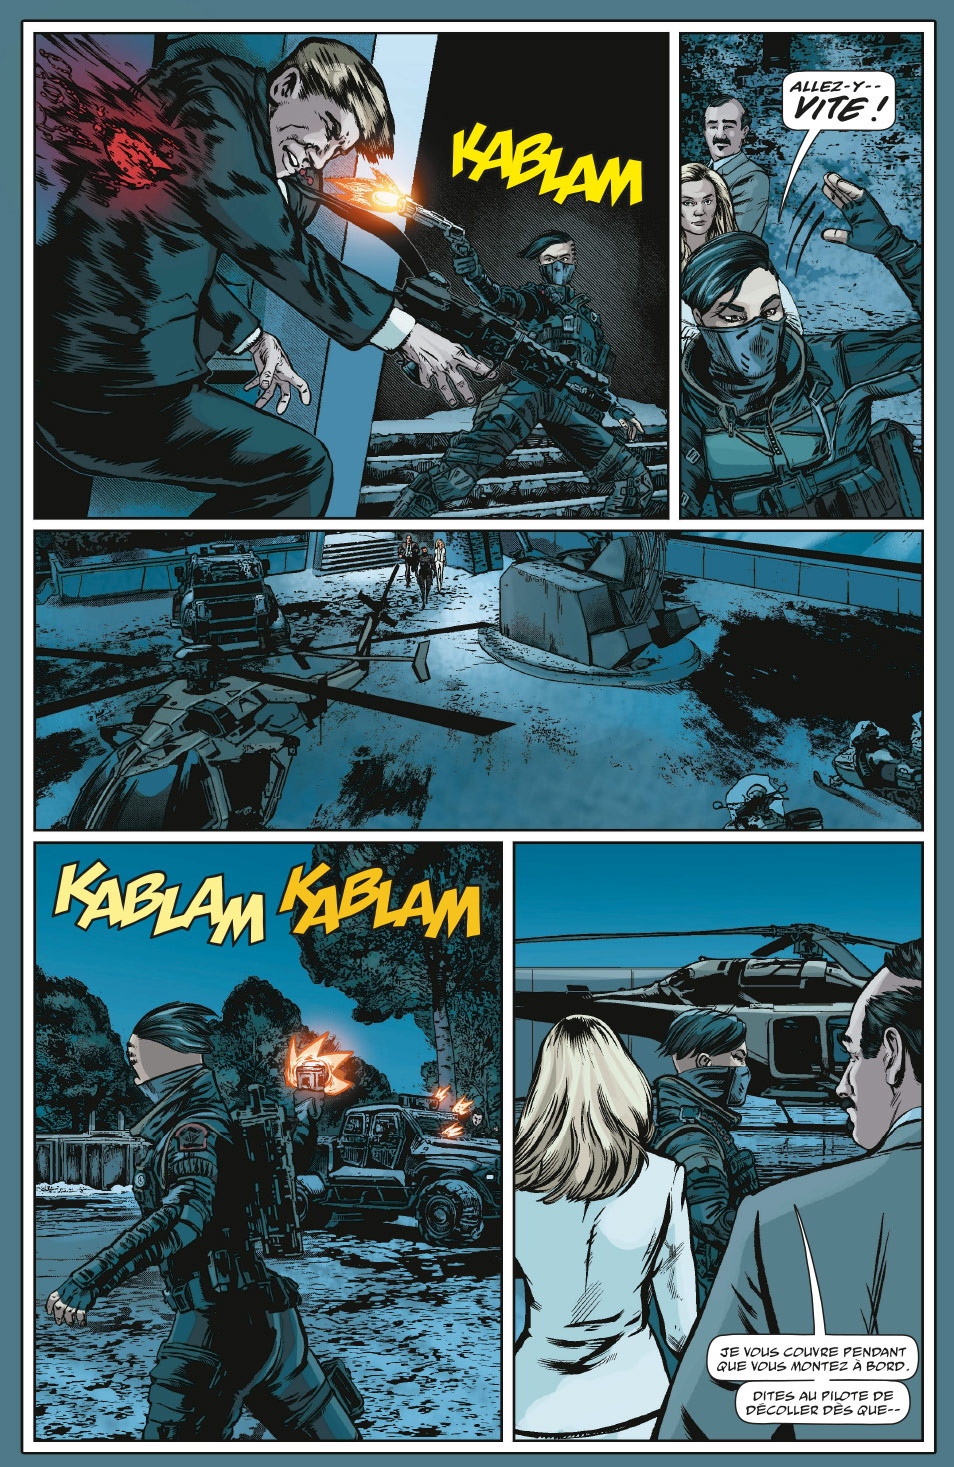 KABLAM
ALLEZ-Y--
VITE !
KABLAM
KABLAM
JE VOUS COUVRE PENDANT
QUE VOUS MONTEZ À BORD.
DITES AU PILOTE DE
DÉCOLLER DÈS QUE--